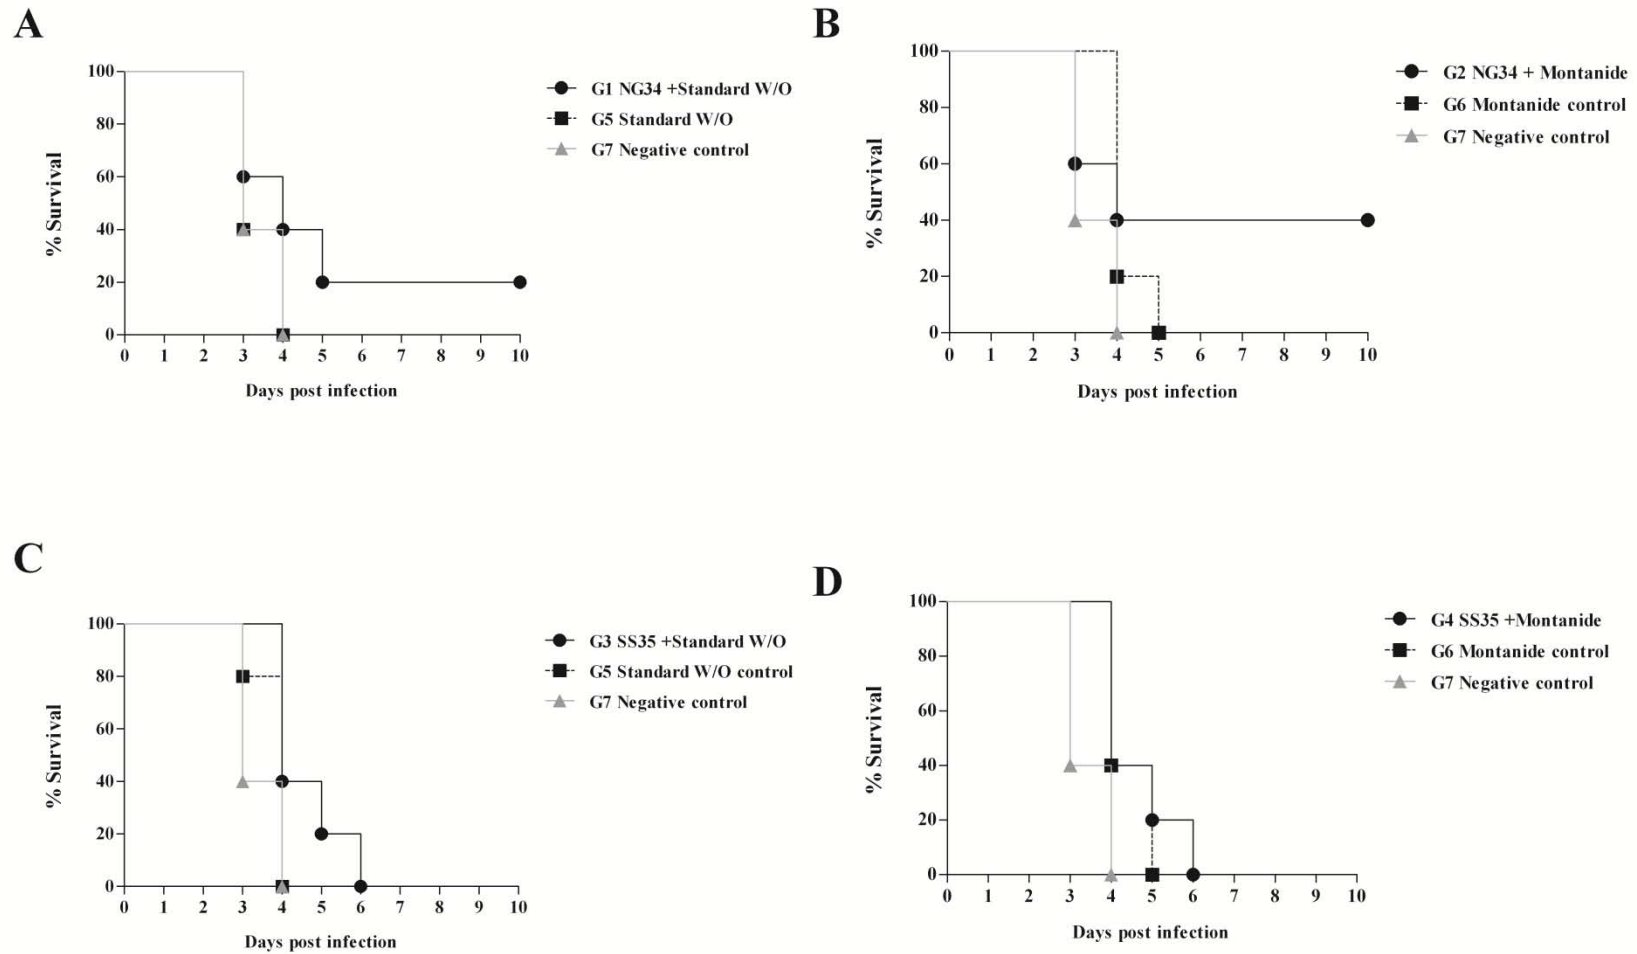 A
100
80
60
40
20
0
0 1 2 3 4 5 6 7 8 9 10
% Survival
Days post infection
G1 NG34 +Standard W/O
G5 Standard W/O
G7 Negative control
B
100
80
60
40
20
0
0 1 2 3 4 5 6 7 8 9 10
% Survival
Days post infection
G2 NG34 + Montanide
G6 Montanide control
G7 Negative control
C
100
80
60
40
20
0
0 1 2 3 4 5 6 7 8 9 10
% Survival
Days post infection
G3 SS35 +Standard W/O
G5 Standard W/O control
G7 Negative control
D
100
80
60
40
20
0
0 1 2 3 4 5 6 7 8 9 10
% Survival
Days post infection
G4 SS35 +Montanide
G6 Montanide control
G7 Negative control